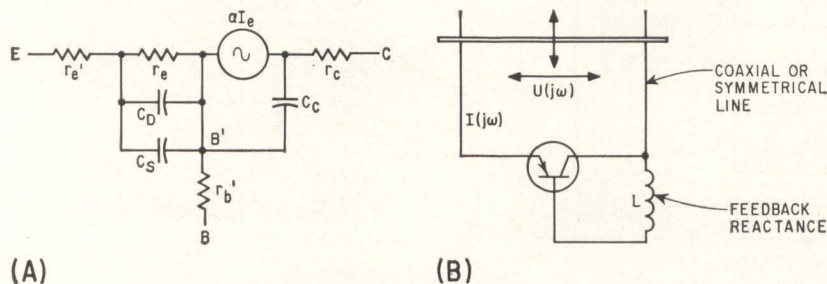 αIe
E
re'
re
rc
C
CD
Cc
CS
B'
rb'
B
(A)
U(jω)
I(jω)
COAXIAL OR
SYMMETRICAL
LINE
L
FEEDBACK
REACTANCE
(B)